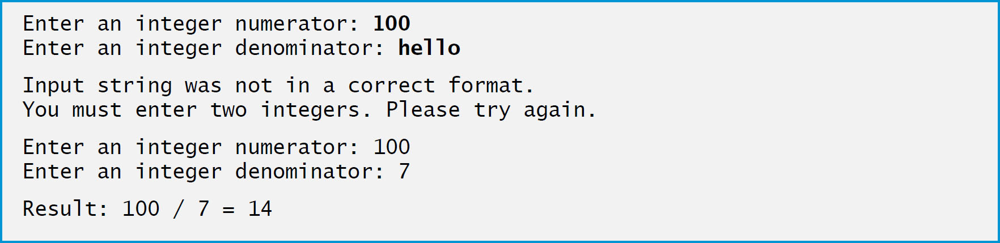 Enter an integer numerator: 100
Enter an integer denominator: hello
Input string was not in a correct format.
You must enter two integers. Please try again.
Enter an integer numerator: 100
Enter an integer denominator: 7
Result: 100 / 7 = 14